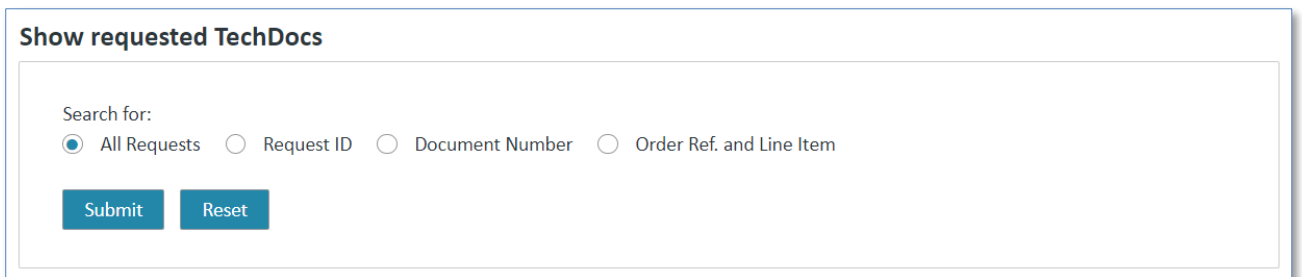 Show requested TechDocs
Search for:
All Requests Request ID Document Number Order Ref. and Line Item
Submit Reset